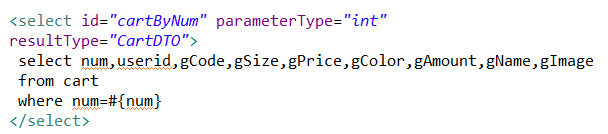 <select id="cartByNum" parameterType="int"
resultType="CartDTO">
select num,userid,gCode,gSize,gPrice,gColor,gAmount,gName,gImage
from cart
where num=#{num}
</select>